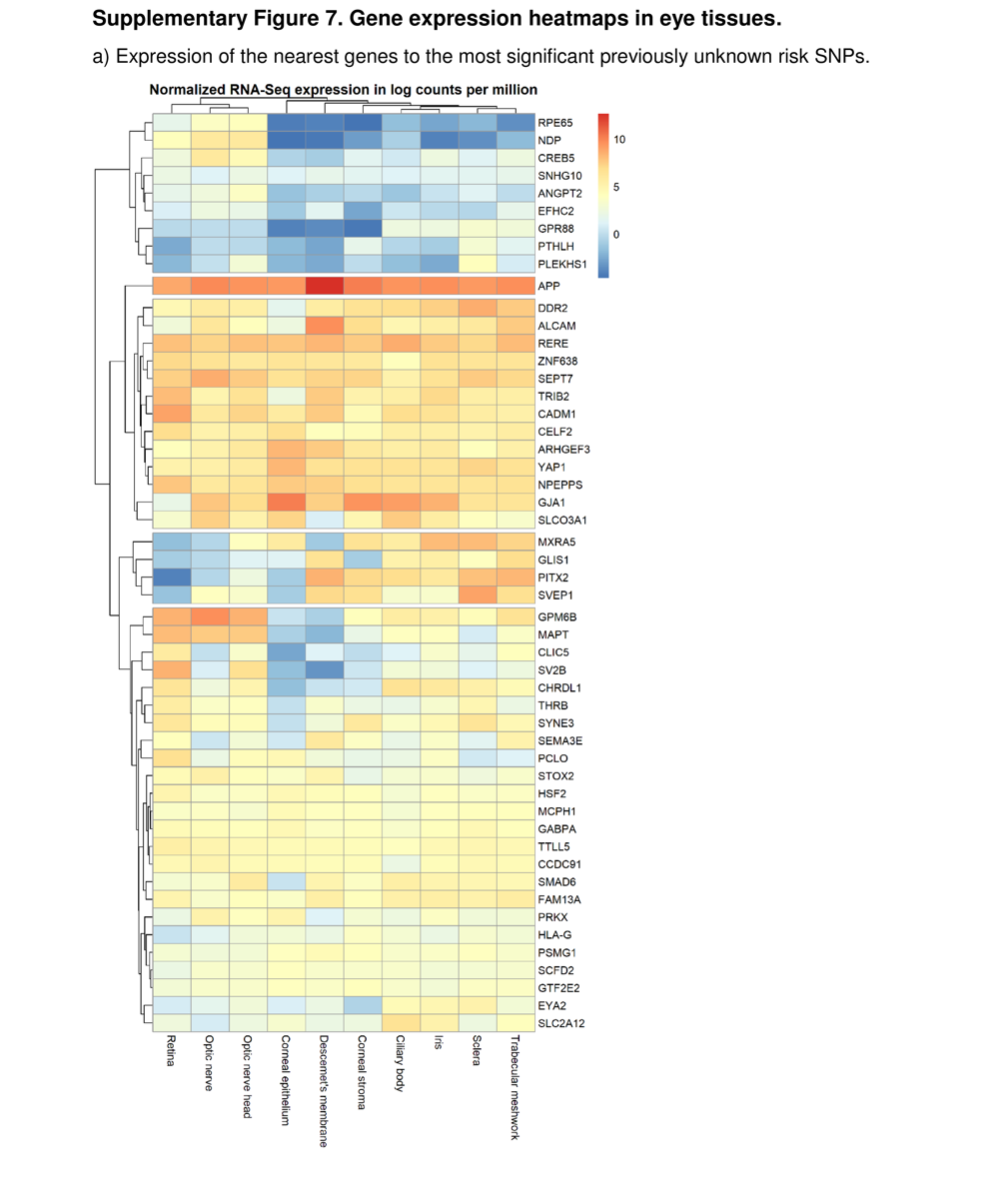 Supplementary Figure 7. Gene expression heatmaps in eye tissues.
a) Expression of the nearest genes to the most significant previously unknown risk SNPs.
Normalized RNA-Seq expression in log counts per million
10
5
0
RPE65
NDP
CREB5
SNHG10
ANGPT2
EFHC2
GPR88
PTHLH
PLEKHS1
APP
DDR2
ALCAM
RERE
ZNF638
SEPT7
TRIB2
CADM1
CELF2
ARHGEF3
YAP1
NPEPPS
GJA1
SLCO3A1
MXRA5
GLIS1
PITX2
SVEP1
GPM6B
MAPT
CLIC5
SV2B
CHRDL1
THRB
SYNE3
SEMA3E
PCLO
STOX2
HSF2
MCPH1
GABPA
TTLL5
CCDC91
SMAD6
FAM13A
PRKX
HLA-G
PSMG1
SCFD2
GTF2E2
EYA2
SLC2A12
Retina
Optic nerve
Optic nerve head
Corneal epithelium
Descemet's membrane
Corneal stroma
Ciliary body
Iris
Sclera
Trabecular meshwork